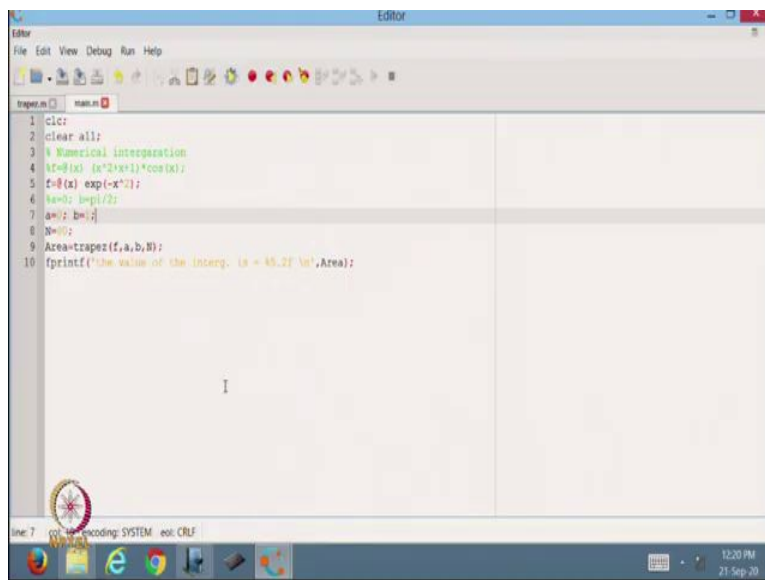 Editor
Editor
File Edit View Debug Run Help
trapez.m main.m
1 clc;
2 clear all;
3 % Numerical intergaration
4 %f=@(x) (x^2+x+1)*cos(x);
5 f=@(x) exp(-x^2);
6 %a=0; b=pi/2;
7 a=0; b=1;
8 N=
9 Area=trapez(f,a,b,N);
10 fprintf('the value of the interg. is = %5.2f \n',Area);
line: 7 col: encoding: SYSTEM eol: CRLF
12:20 PM
21-Sep-20